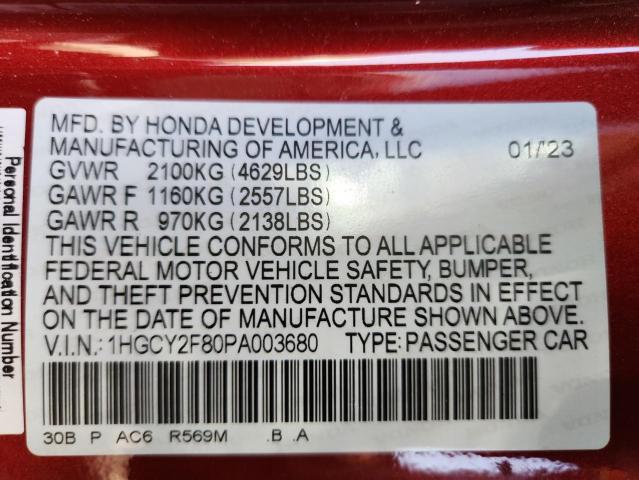 MFD. BY HONDA DEVELOPMENT &
MANUFACTURING OF AMERICA, LLC 01/'23
GVWR 2100KG (4629LBS)
GAWR F 1160KG (2557LBS)
GAWR R 970KG (2138LBS)
THIS VEHICLE CONFORMS TO ALL APPLICABLE
FEDERAL MOTOR VEHICLE SAFETY, BUMPER,
AND THEFT PREVENTION STANDARDS IN EFFECT
ON THE DATE OF MANUFACTURE SHOWN ABOVE.
V.I.N.: 1HGCY2F80PA003680 TYPE: PASSENGER CAR
30B P AC6 R569M .B .A
Personal Identification Number